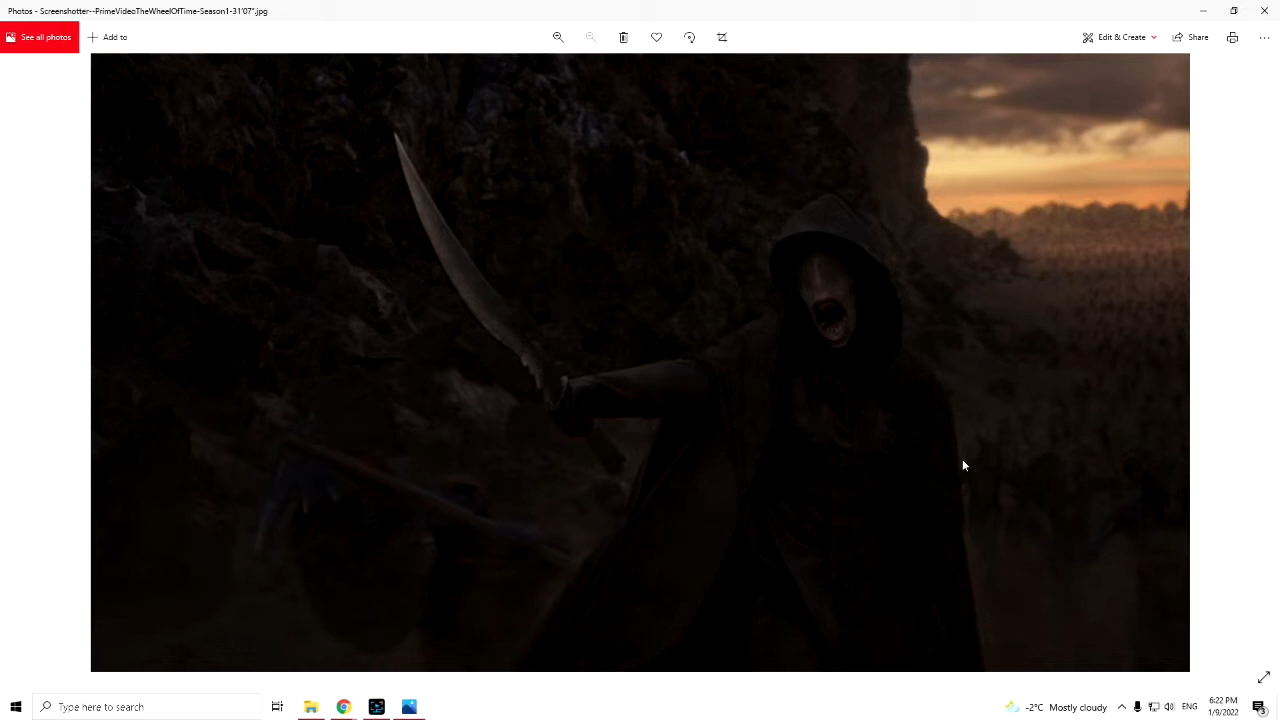 Photos - Screenshotter--PrimeVideoTheWheelOfTime-Season1-31'07".jpg
See all photos
Add to
Edit & Create
Share
Type here to search
-2°C Mostly cloudy
ENG
6:22 PM
1/9/2022
3